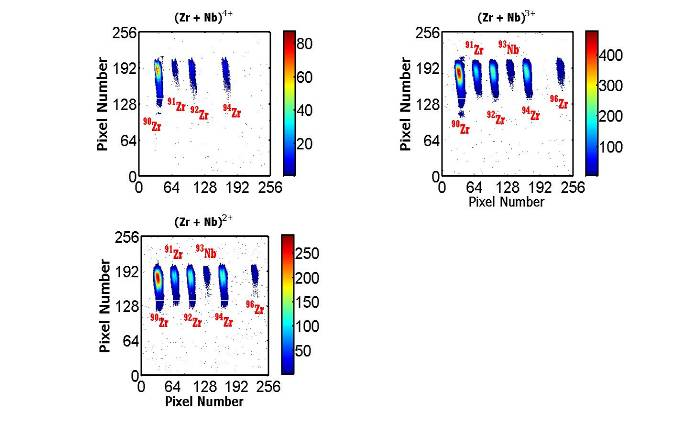 (Zr + Nb)¹⁺
256
192
128
64
0
Pixel Number
0 64 128 192 256
80
60
40
20
⁹⁰Zr
⁹¹Zr
⁹²Zr
⁹⁴Zr
(Zr + Nb)³⁺
256
192
128
64
0
Pixel Number
0 64 128 192 256
Pixel Number
400
300
200
100
⁹¹Zr
⁹³Nb
⁹⁰Zr
⁹²Zr
⁹⁴Zr
⁹⁶Zr
(Zr + Nb)²⁺
256
192
128
64
0
Pixel Number
0 64 128 192 256
Pixel Number
250
200
150
100
50
⁹¹Zr
⁹³Nb
⁹⁰Zr
⁹²Zr
⁹⁴Zr
⁹⁶Zr